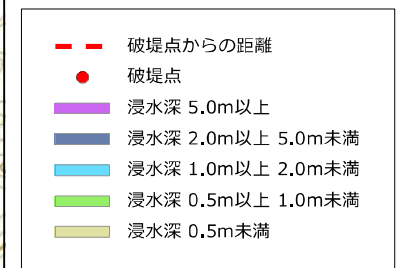 破堤点からの距離
破堤点
浸水深 5.0m以上
浸水深 2.0m以上 5.0m未満
浸水深 1.0m以上 2.0m未満
浸水深 0.5m以上 1.0m未満
浸水深 0.5m未満